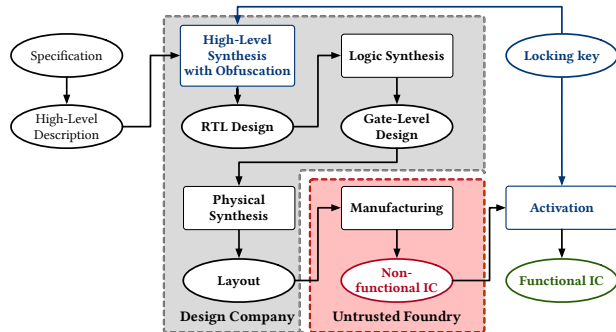 Specification
High-Level
Synthesis
with Obfuscation
Logic Synthesis
Locking key
High-Level
Description
RTL Design
Gate-Level
Design
Physical
Synthesis
Manufacturing
Activation
Layout
Non-
functional IC
Functional IC
Design Company
Untrusted Foundry